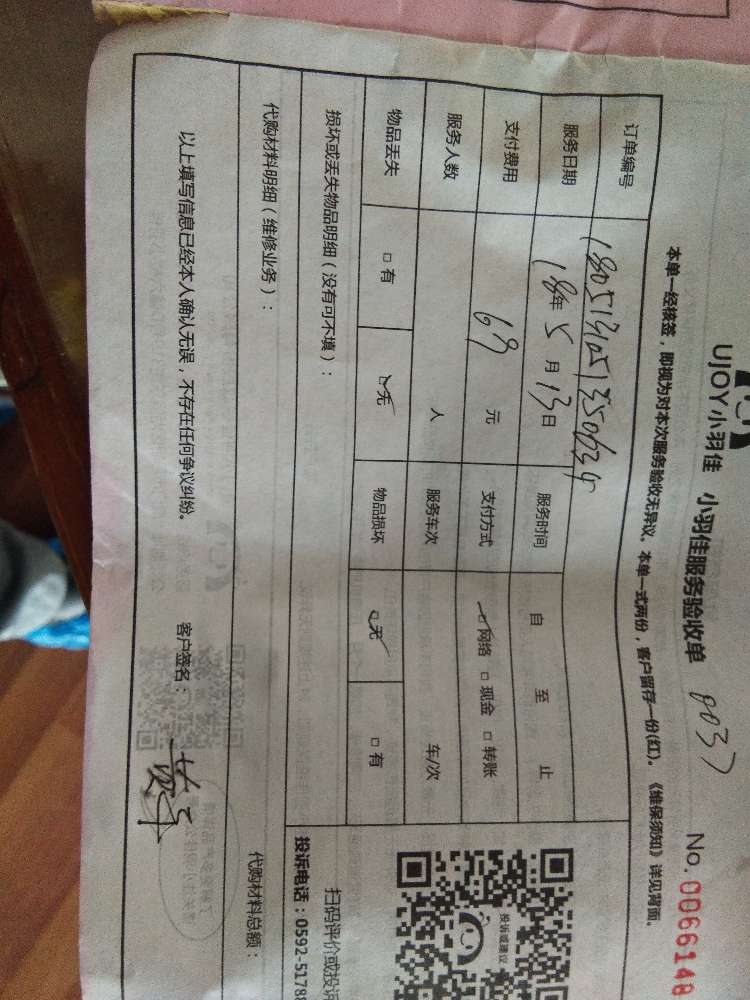 UJOY小羽佳 小羽佳服务验收单 0037 No.0066148
本单一经核签，即视为对本次服务验收无异议。本单一式两份，客户留存一份(红)。《维保须知》详见背面。
订单编号
服务日期 18年 5月 13日 服务时间 自 至 止
支付费用 69 元 支付方式 网络 □ 现金 □ 转账
服务人数 人 服务车次 车/次
物品丢失 □ 有 无 物品损坏 无 □ 有
损坏或丢失物品明细（没有可不填）：
代购材料明细（维修业务）： 代购材料总额：
以上填写信息已经本人确认无误，不存在任何争议纠纷。 客户签名：
投诉或建议
扫码评价或投诉
投诉电话：0592-5178